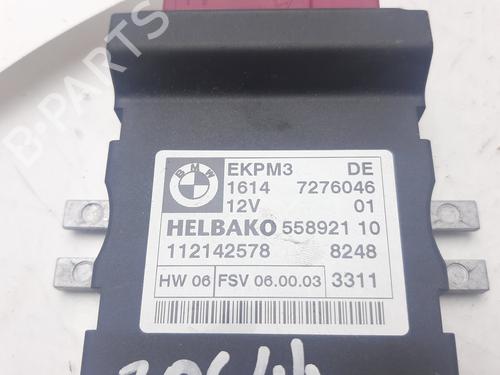 B-PARTS
BMW
EKPM3 DE
1614 7276046
12V 01
HELBAKO 558921 10
112142578 8248
HW 06 FSV 06.00.03 3311